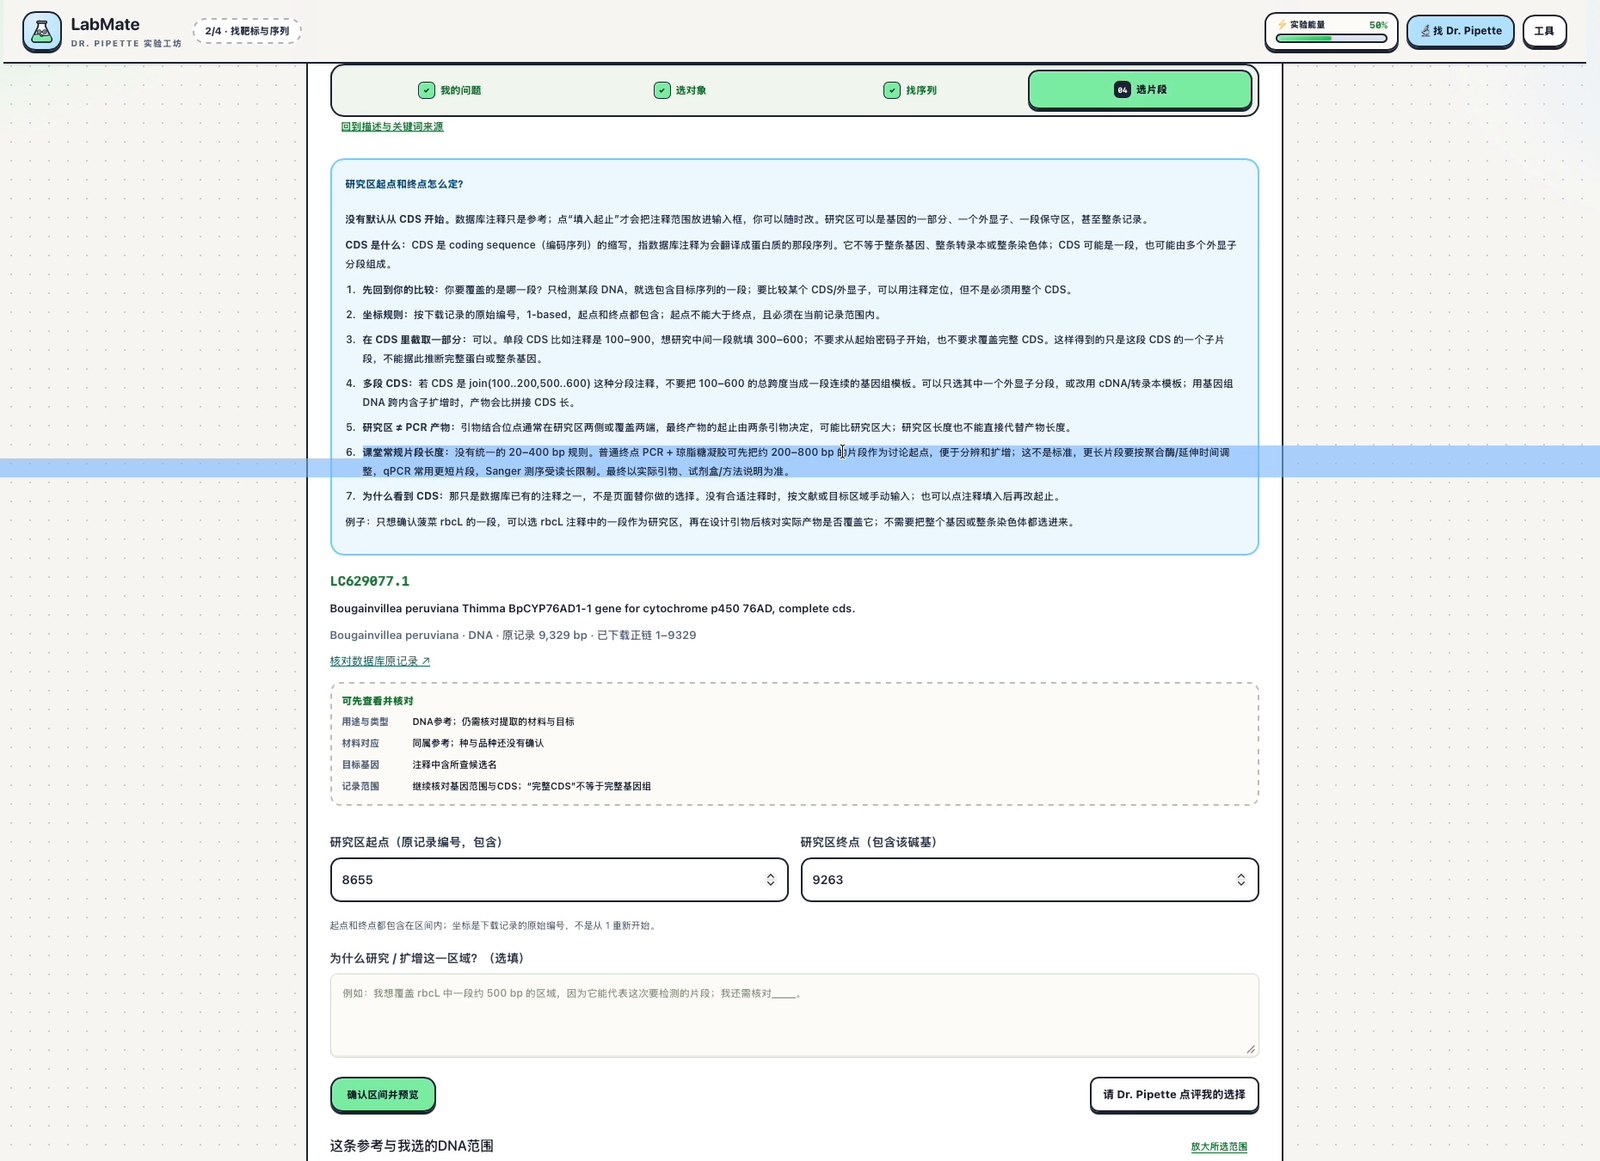 LabMate
DR. PIPETTE 实验工坊
2/4 · 找靶标与序列
⚡ 实验能量 50%
🔬 找 Dr. Pipette
工具
我的问题
选对象
找序列
04 选片段
回到描述与关键词来源
研究区起点和终点怎么定？
没有默认从 CDS 开始。数据库注释只是参考；点“填入起止”才会把注释范围放进输入框，你可以随时改。研究区可以是基因的一部分、一个外显子、一段保守区，甚至整条记录。
CDS 是什么：CDS 是 coding sequence（编码序列）的缩写，指数据库注释为会翻译成蛋白质的那段序列。它不等于整条基因、整条转录本或整条染色体；CDS 可能是一段，也可能由多个外显子
分段组成。
1. 先回到你的比较：你要覆盖的是哪一段？只检测某段 DNA，就选包含目标序列的一段；要比较某个 CDS/外显子，可以用注释定位，但不是必须用整个 CDS。
2. 坐标规则：按下载记录的原始编号，1-based，起点和终点都包含；起点不能大于终点，且必须在当前记录范围内。
3. 在 CDS 里截取一部分：可以。单段 CDS 比如注释是 100–900，想研究中间一段就填 300–600；不要求从起始密码子开始，也不要求覆盖完整 CDS。这样得到的只是这段 CDS 的一个子片
段，不能据此推断完整蛋白或整条基因。
4. 多段 CDS：若 CDS 是 join(100..200,500..600) 这种分段注释，不要把 100–600 的总跨度当成一段连续的基因组模板。可以只选其中一个外显子分段，或改用 cDNA/转录本模板；用基因组
DNA 跨内含子扩增时，产物会比拼接 CDS 长。
5. 研究区 ≠ PCR 产物：引物结合位点通常在研究区两侧或覆盖两端，最终产物的起止由两条引物决定，可能比研究区大；研究区长度也不能直接代替产物长度。
6. 课堂常规片段长度：没有统一的 20–400 bp 规则。普通终点 PCR + 琼脂糖凝胶可先把约 200–800 bp 的片段作为讨论起点，便于分辨和扩增；这不是标准，更长片段要按聚合酶/延伸时间调
整，qPCR 常用更短片段，Sanger 测序受读长限制。最终以实际引物、试剂盒/方法说明为准。
7. 为什么看到 CDS：那只是数据库已有的注释之一，不是页面替你做的选择。没有合适注释时，按文献或目标区域手动输入；也可以点注释填入后再改起止。
例子：只想确认菠菜 rbcL 的一段，可以选 rbcL 注释中的一段作为研究区，再在设计引物后核对实际产物是否覆盖它；不需要把整个基因或整条染色体都选进来。
LC629077.1
Bougainvillea peruviana Thimma BpCYP76AD1-1 gene for cytochrome p450 76AD, complete cds.
Bougainvillea peruviana · DNA · 原记录 9,329 bp · 已下载正链 1–9329
核对数据库原记录 ↗
可先查看并核对
用途与类型 DNA参考；仍需核对提取的材料与目标
材料对应 同属参考；种与品种还没有确认
目标基因 注释中含所查候选名
记录范围 继续核对基因范围与CDS；“完整CDS”不等于完整基因组
研究区起点（原记录编号，包含）
研究区终点（包含该碱基）
8655
9263
起点和终点都包含在区间内；坐标是下载记录的原始编号，不是从 1 重新开始。
为什么研究 / 扩增这一区域？（选填）
例如：我想覆盖 rbcL 中一段约 500 bp 的区域，因为它能代表这次要检测的片段；我还需核对____。
确认区间并预览
请 Dr. Pipette 点评我的选择
这条参考与我选的DNA范围
放大所选范围